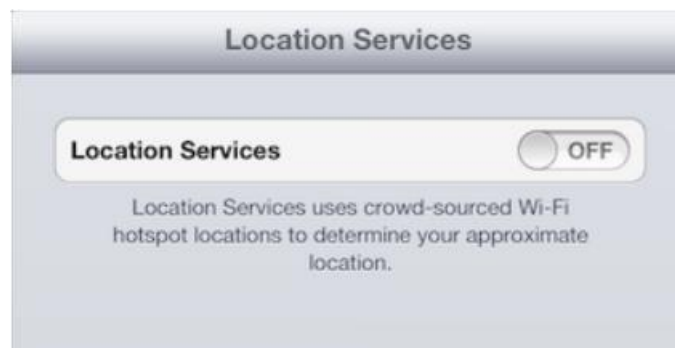 Location Services
Location Services OFF
Location Services uses crowd-sourced Wi-Fi
hotspot locations to determine your approximate
location.